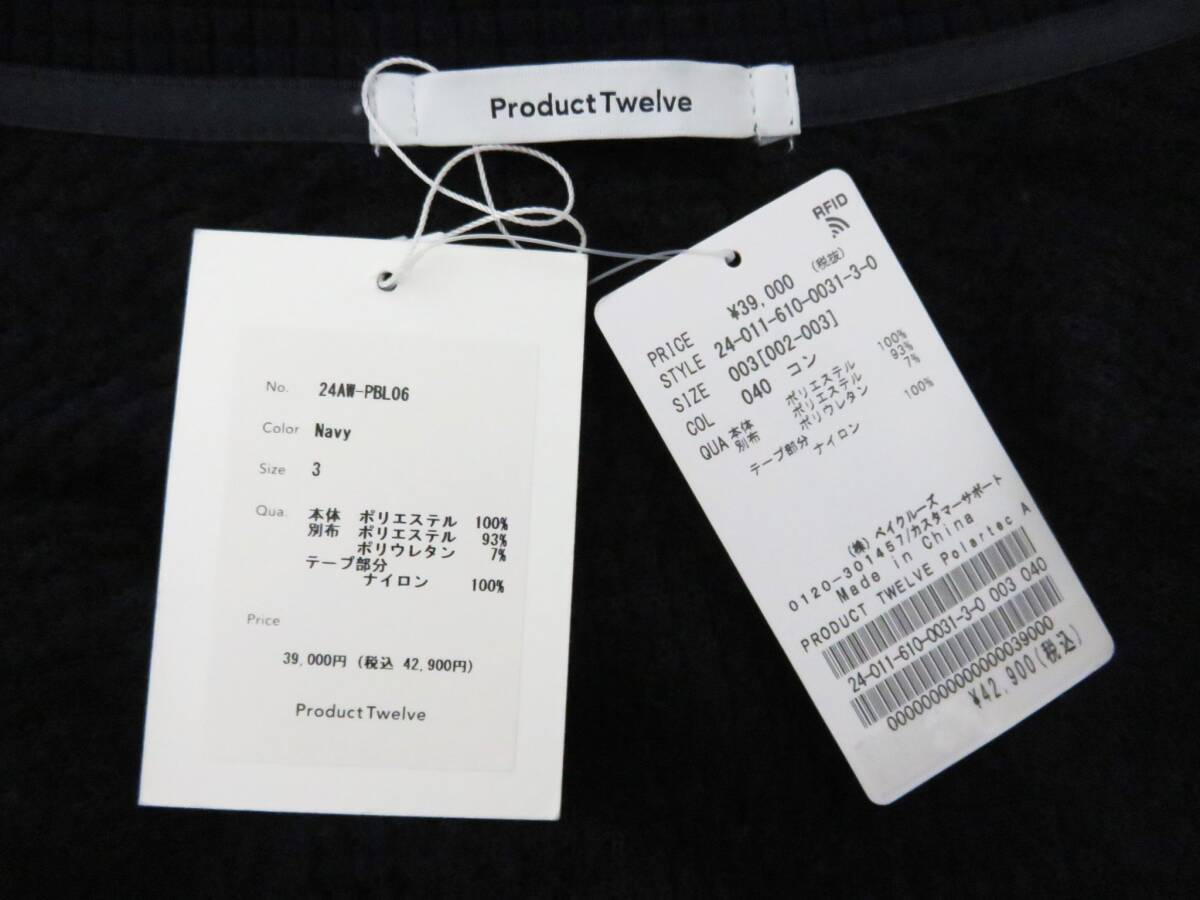 Product Twelve
No. 24AW-PBL06
Color Navy
Size 3
Qua. 本体 ポリエステル 100%
別布 ポリエステル 93%
ポリウレタン 7%
テープ部分
ナイロン 100%
Price
39,000円 (税込 42,900円)
Product Twelve
RFID
PRICE ¥39,000 (税抜)
STYLE 24-011-610-0031-3-0
SIZE 003[002-003]
COL 040 コン
QUA 本体 ポリエステル 100%
別布 ポリエステル 93%
ポリウレタン 7%
テープ部分
ナイロン 100%
(株) ベイクルーズ
0120-301457/カスタマーサポート
Made in China
PRODUCT TWELVE Polartec A
24-011-610-0031-3-0 003 040
0000000000000039000
¥42,900(税込)